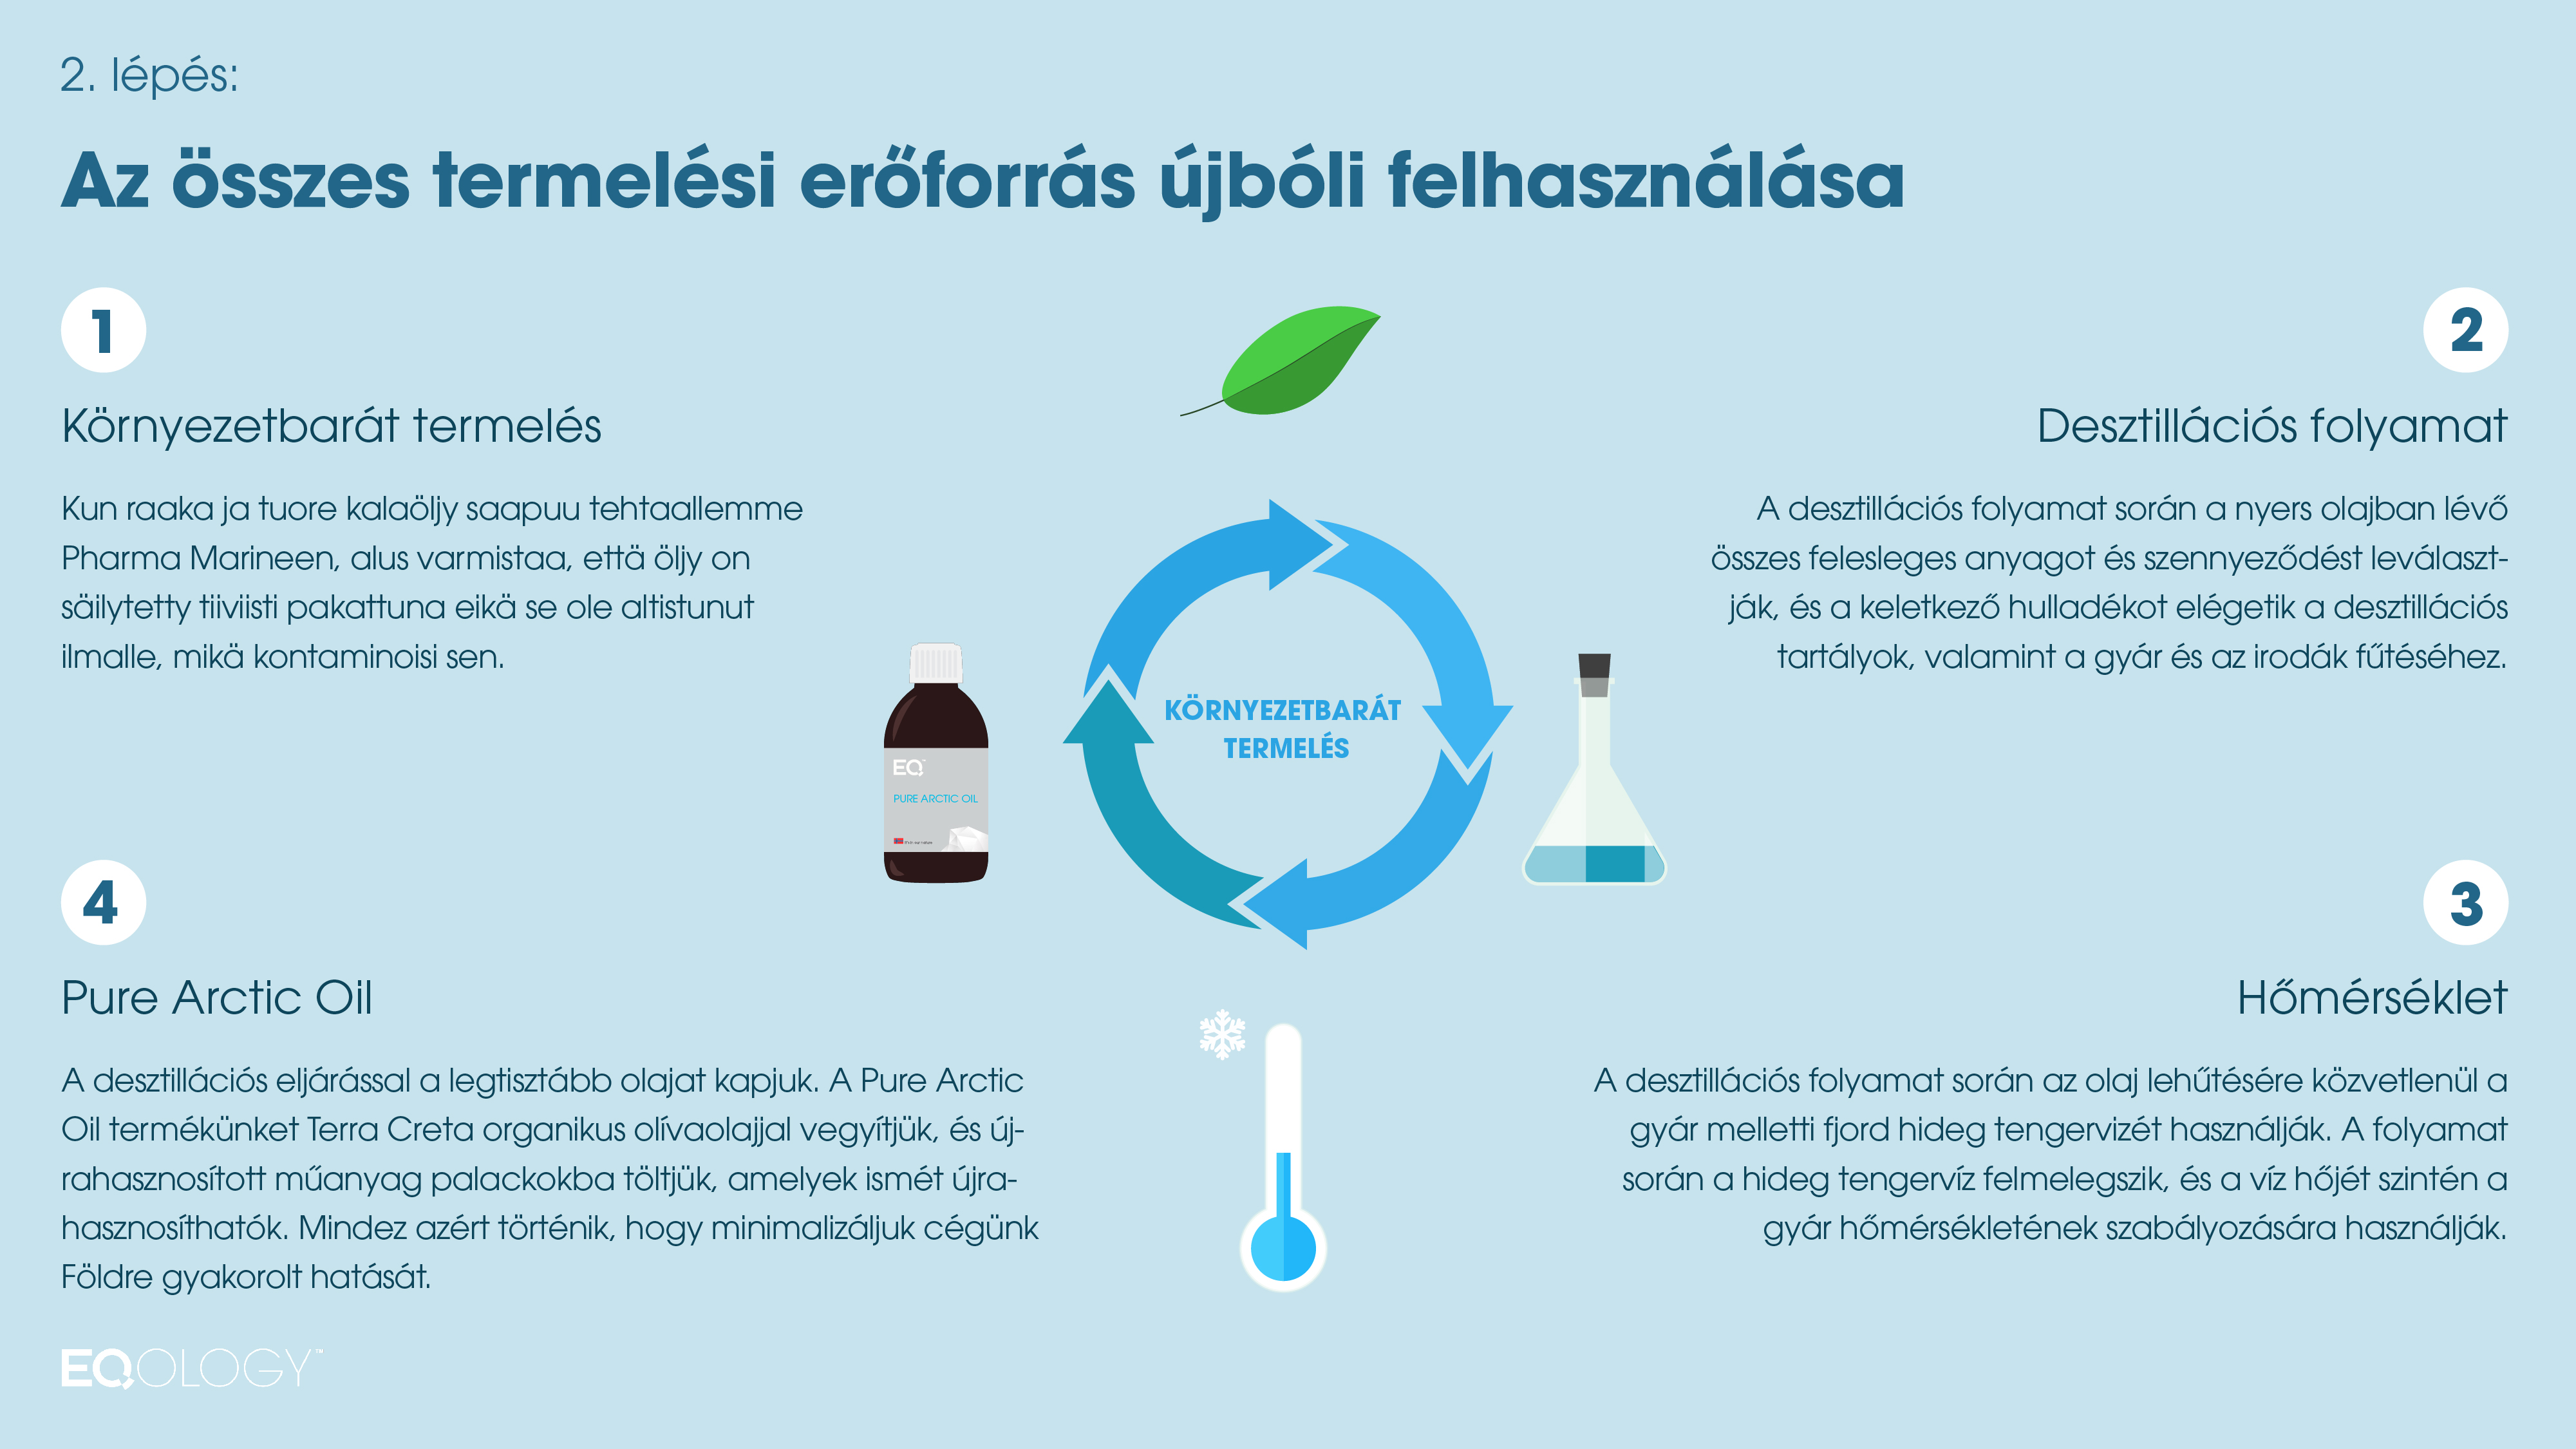 2. lépés:
Az összes termelési erőforrás újbóli felhasználása
1
Környezetbarát termelés
Kun raaka ja tuore kalaöljy saapuu tehtaallemme
Pharma Marineen, alus varmistaa, että öljy on
säilytetty tiiviisti pakattuna eikä se ole altistunut
ilmalle, mikä kontaminoisi sen.
2
Desztillációs folyamat
A desztillációs folyamat során a nyers olajban lévő
összes felesleges anyagot és szennyeződést leválaszt-
ják, és a keletkező hulladékot elégetik a desztillációs
tartályok, valamint a gyár és az irodák fűtéséhez.
KÖRNYEZETBARÁT
TERMELÉS
EQ™
PURE ARCTIC OIL
3
Hőmérséklet
A desztillációs folyamat során az olaj lehűtésére közvetlenül a
gyár melletti fjord hideg tengervizét használják. A folyamat
során a hideg tengervíz felmelegszik, és a víz hőjét szintén a
gyár hőmérsékletének szabályozására használják.
4
Pure Arctic Oil
A desztillációs eljárással a legtisztább olajat kapjuk. A Pure Arctic
Oil termékünket Terra Creta organikus olívaolajjal vegyítjük, és új-
rahasznosított műanyag palackokba töltjük, amelyek ismét újra-
hasznosíthatók. Mindez azért történik, hogy minimalizáljuk cégünk
Földre gyakorolt hatását.
EQOLOGY™